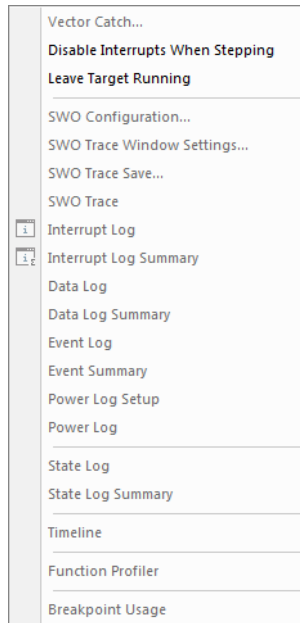 Vector Catch...
Disable Interrupts When Stepping
Leave Target Running
SWO Configuration...
SWO Trace Window Settings...
SWO Trace Save...
SWO Trace
Interrupt Log
Interrupt Log Summary
Data Log
Data Log Summary
Event Log
Event Summary
Power Log Setup
Power Log
State Log
State Log Summary
Timeline
Function Profiler
Breakpoint Usage